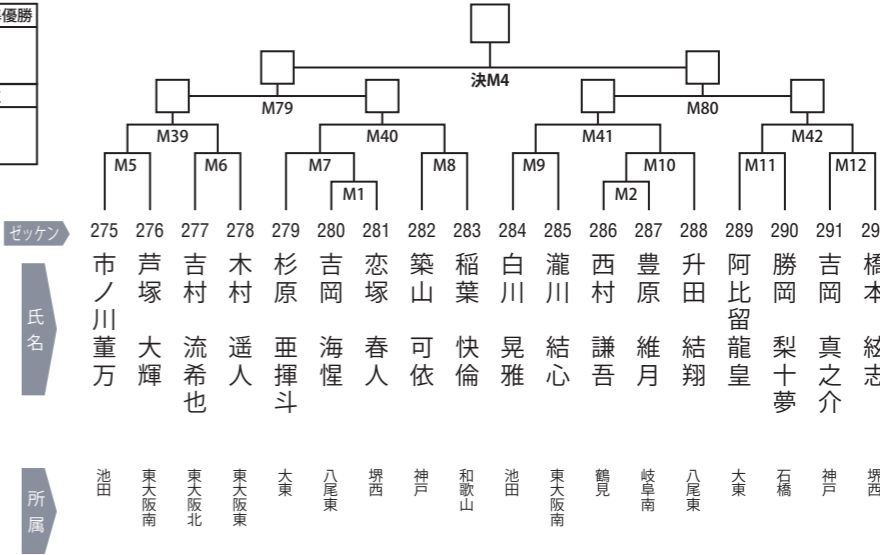 準優勝
決M4
M79 M80
M39 M40 M41 M42
M5 M6 M7 M8 M9 M10 M11 M12
M1 M2
ゼッケン 275 276 277 278 279 280 281 282 283 284 285 286 287 288 289 290 291
氏名
市ノ川董万
芦塚 大輝
吉村 流希也
木村 遥人
杉原 亜揮斗
吉岡 海惺
恋塚 春人
築山 可依
稲葉 快倫
白川 晃雅
瀧川 結心
西村 謙吾
豊原 維月
升田 結翔
阿比留龍皇
勝岡 梨十夢
吉岡 真之介
橋本 絃志
所属
池田
東大阪南
東大阪北
東大阪東
大東
八尾東
堺西
神戸
和歌山
池田
東大阪南
鶴見
岐阜南
八尾東
大東
石橋
神戸
堺西